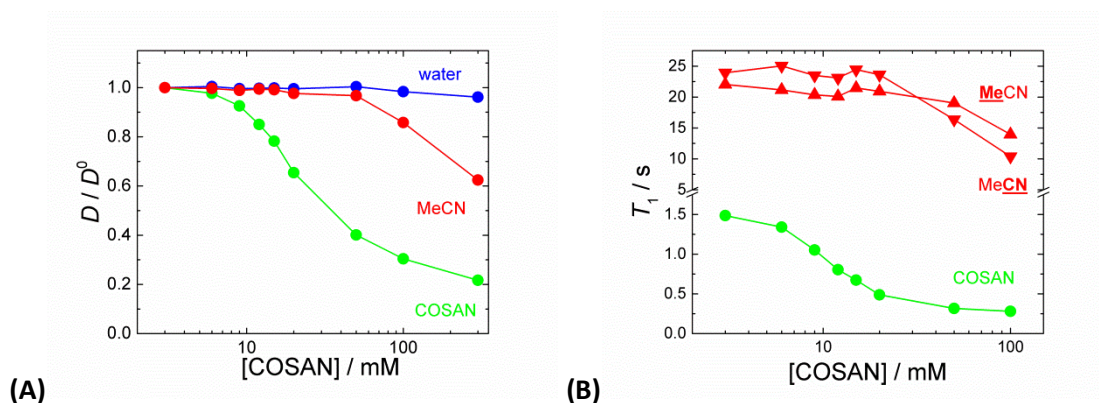 water
MeCN
COSAN
D / D⁰
1.0
0.8
0.6
0.4
0.2
0.0
10
100
[COSAN] / mM
(A)
MeCN
MeCN
COSAN
T₁ / s
25
20
15
10
5
1.5
1.0
0.5
0.0
10
100
[COSAN] / mM
(B)